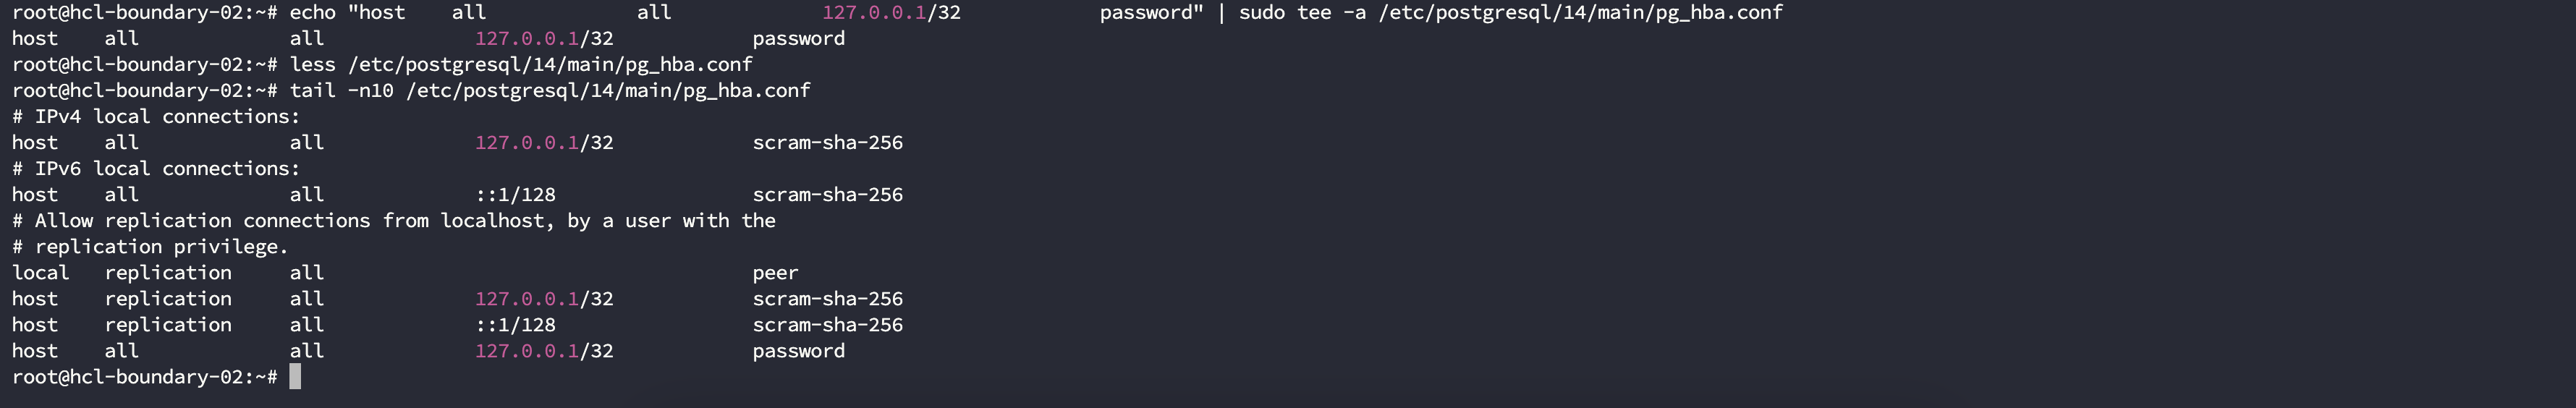 root@hcl-boundary-02:~# echo "host    all             all             127.0.0.1/32            password" | sudo tee -a /etc/postgresql/14/main/pg_hba.conf
host    all             all             127.0.0.1/32            password
root@hcl-boundary-02:~# less /etc/postgresql/14/main/pg_hba.conf
root@hcl-boundary-02:~# tail -n10 /etc/postgresql/14/main/pg_hba.conf
# IPv4 local connections:
host    all             all             127.0.0.1/32            scram-sha-256
# IPv6 local connections:
host    all             all             ::1/128                 scram-sha-256
# Allow replication connections from localhost, by a user with the
# replication privilege.
local   replication     all                                     peer
host    replication     all             127.0.0.1/32            scram-sha-256
host    replication     all             ::1/128                 scram-sha-256
host    all             all             127.0.0.1/32            password
root@hcl-boundary-02:~#